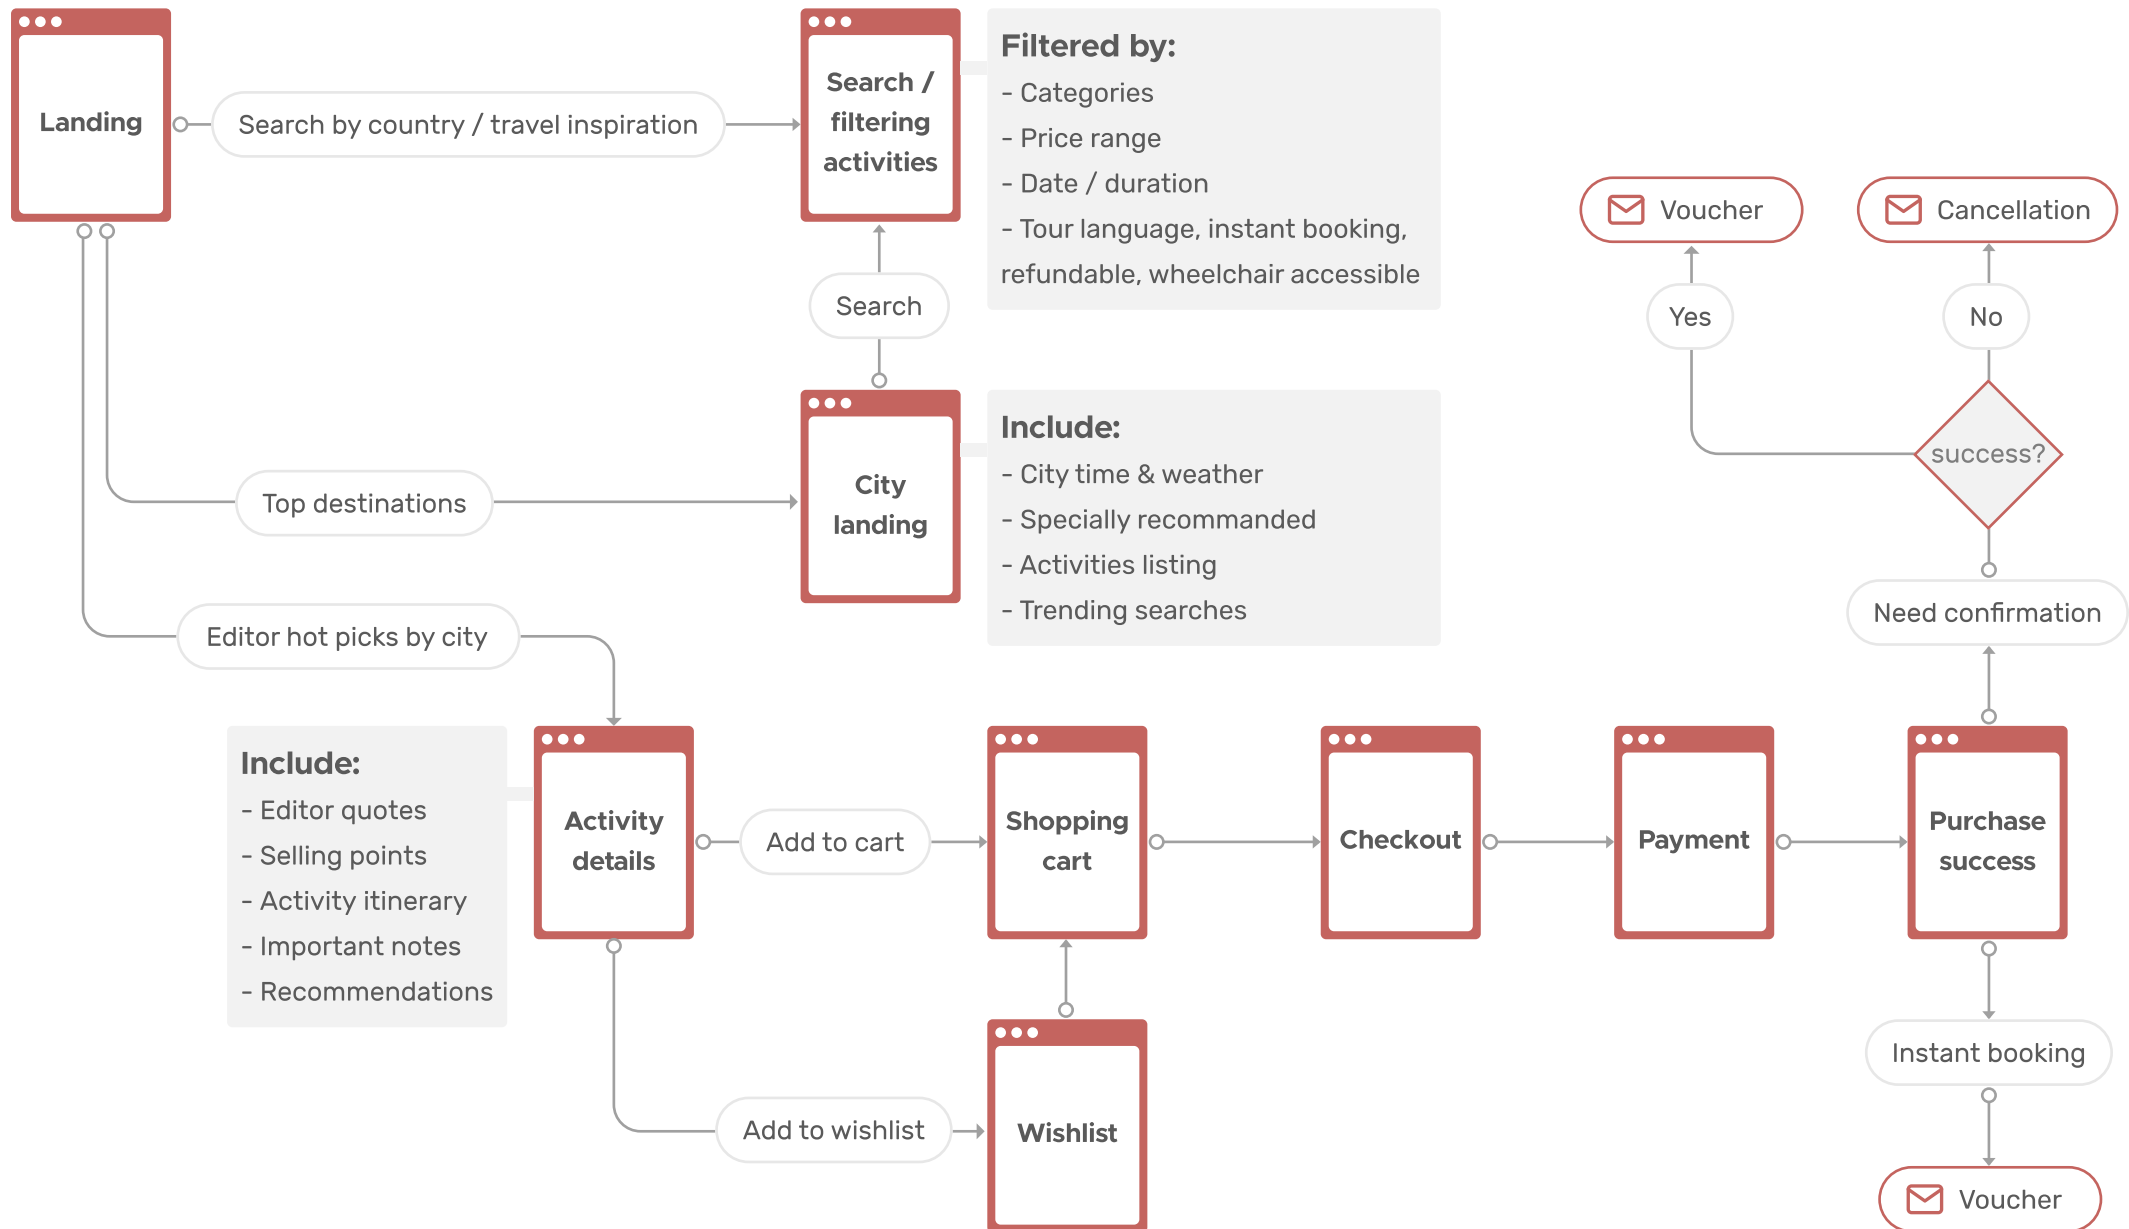 Landing
Search by country / travel inspiration
Search /
filtering
activities
Filtered by:
- Categories
- Price range
- Date / duration
- Tour language, instant booking,
refundable, wheelchair accessible
Voucher
Cancellation
Yes
No
success?
Need confirmation
Search
Top destinations
City
landing
Include:
- City time & weather
- Specially recommanded
- Activities listing
- Trending searches
Editor hot picks by city
Include:
- Editor quotes
- Selling points
- Activity itinerary
- Important notes
- Recommendations
Activity
details
Add to cart
Shopping
cart
Checkout
Payment
Purchase
success
Add to wishlist
Wishlist
Instant booking
Voucher